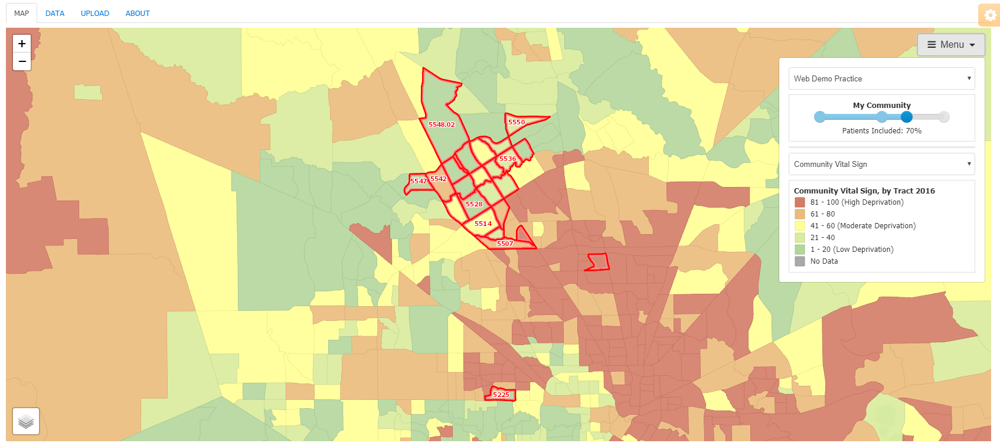 MAP DATA UPLOAD ABOUT
+
−
Menu
Web Demo Practice
My Community
Patients Included: 70%
Community Vital Sign
Community Vital Sign, by Tract 2016
81 - 100 (High Deprivation)
61 - 80
41 - 60 (Moderate Deprivation)
21 - 40
1 - 20 (Low Deprivation)
No Data
5548.02
5550
5536
5547
5542
5528
5514
5507
5225